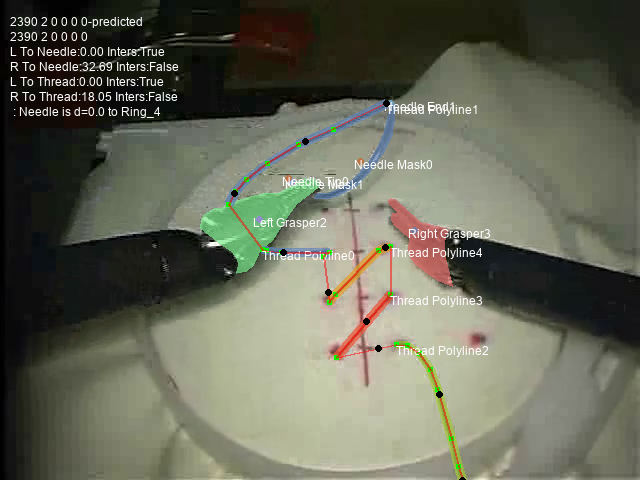 2390 2 0 0 0 0-predicted
2390 2 0 0 0 0
L To Needle:0.00 Inters:True
R To Needle:32.69 Inters:False
L To Thread:0.00 Inters:True
R To Thread:18.05 Inters:False
: Needle is d=0.0 to Ring_4
Needle End1
Thread Polyline1
Needle Mask0
Needle Tip0
Needle Mask1
Left Grasper2
Right Grasper3
Thread Polyline0
Thread Polyline4
Thread Polyline3
Thread Polyline2